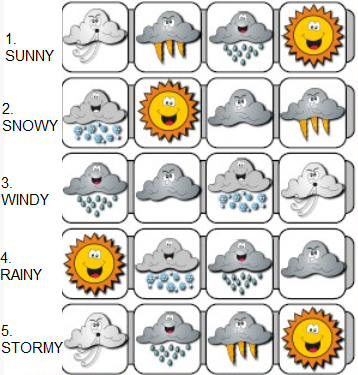 1.
SUNNY
2.
SNOWY
3.
WINDY
4.
RAINY
5.
STORMY